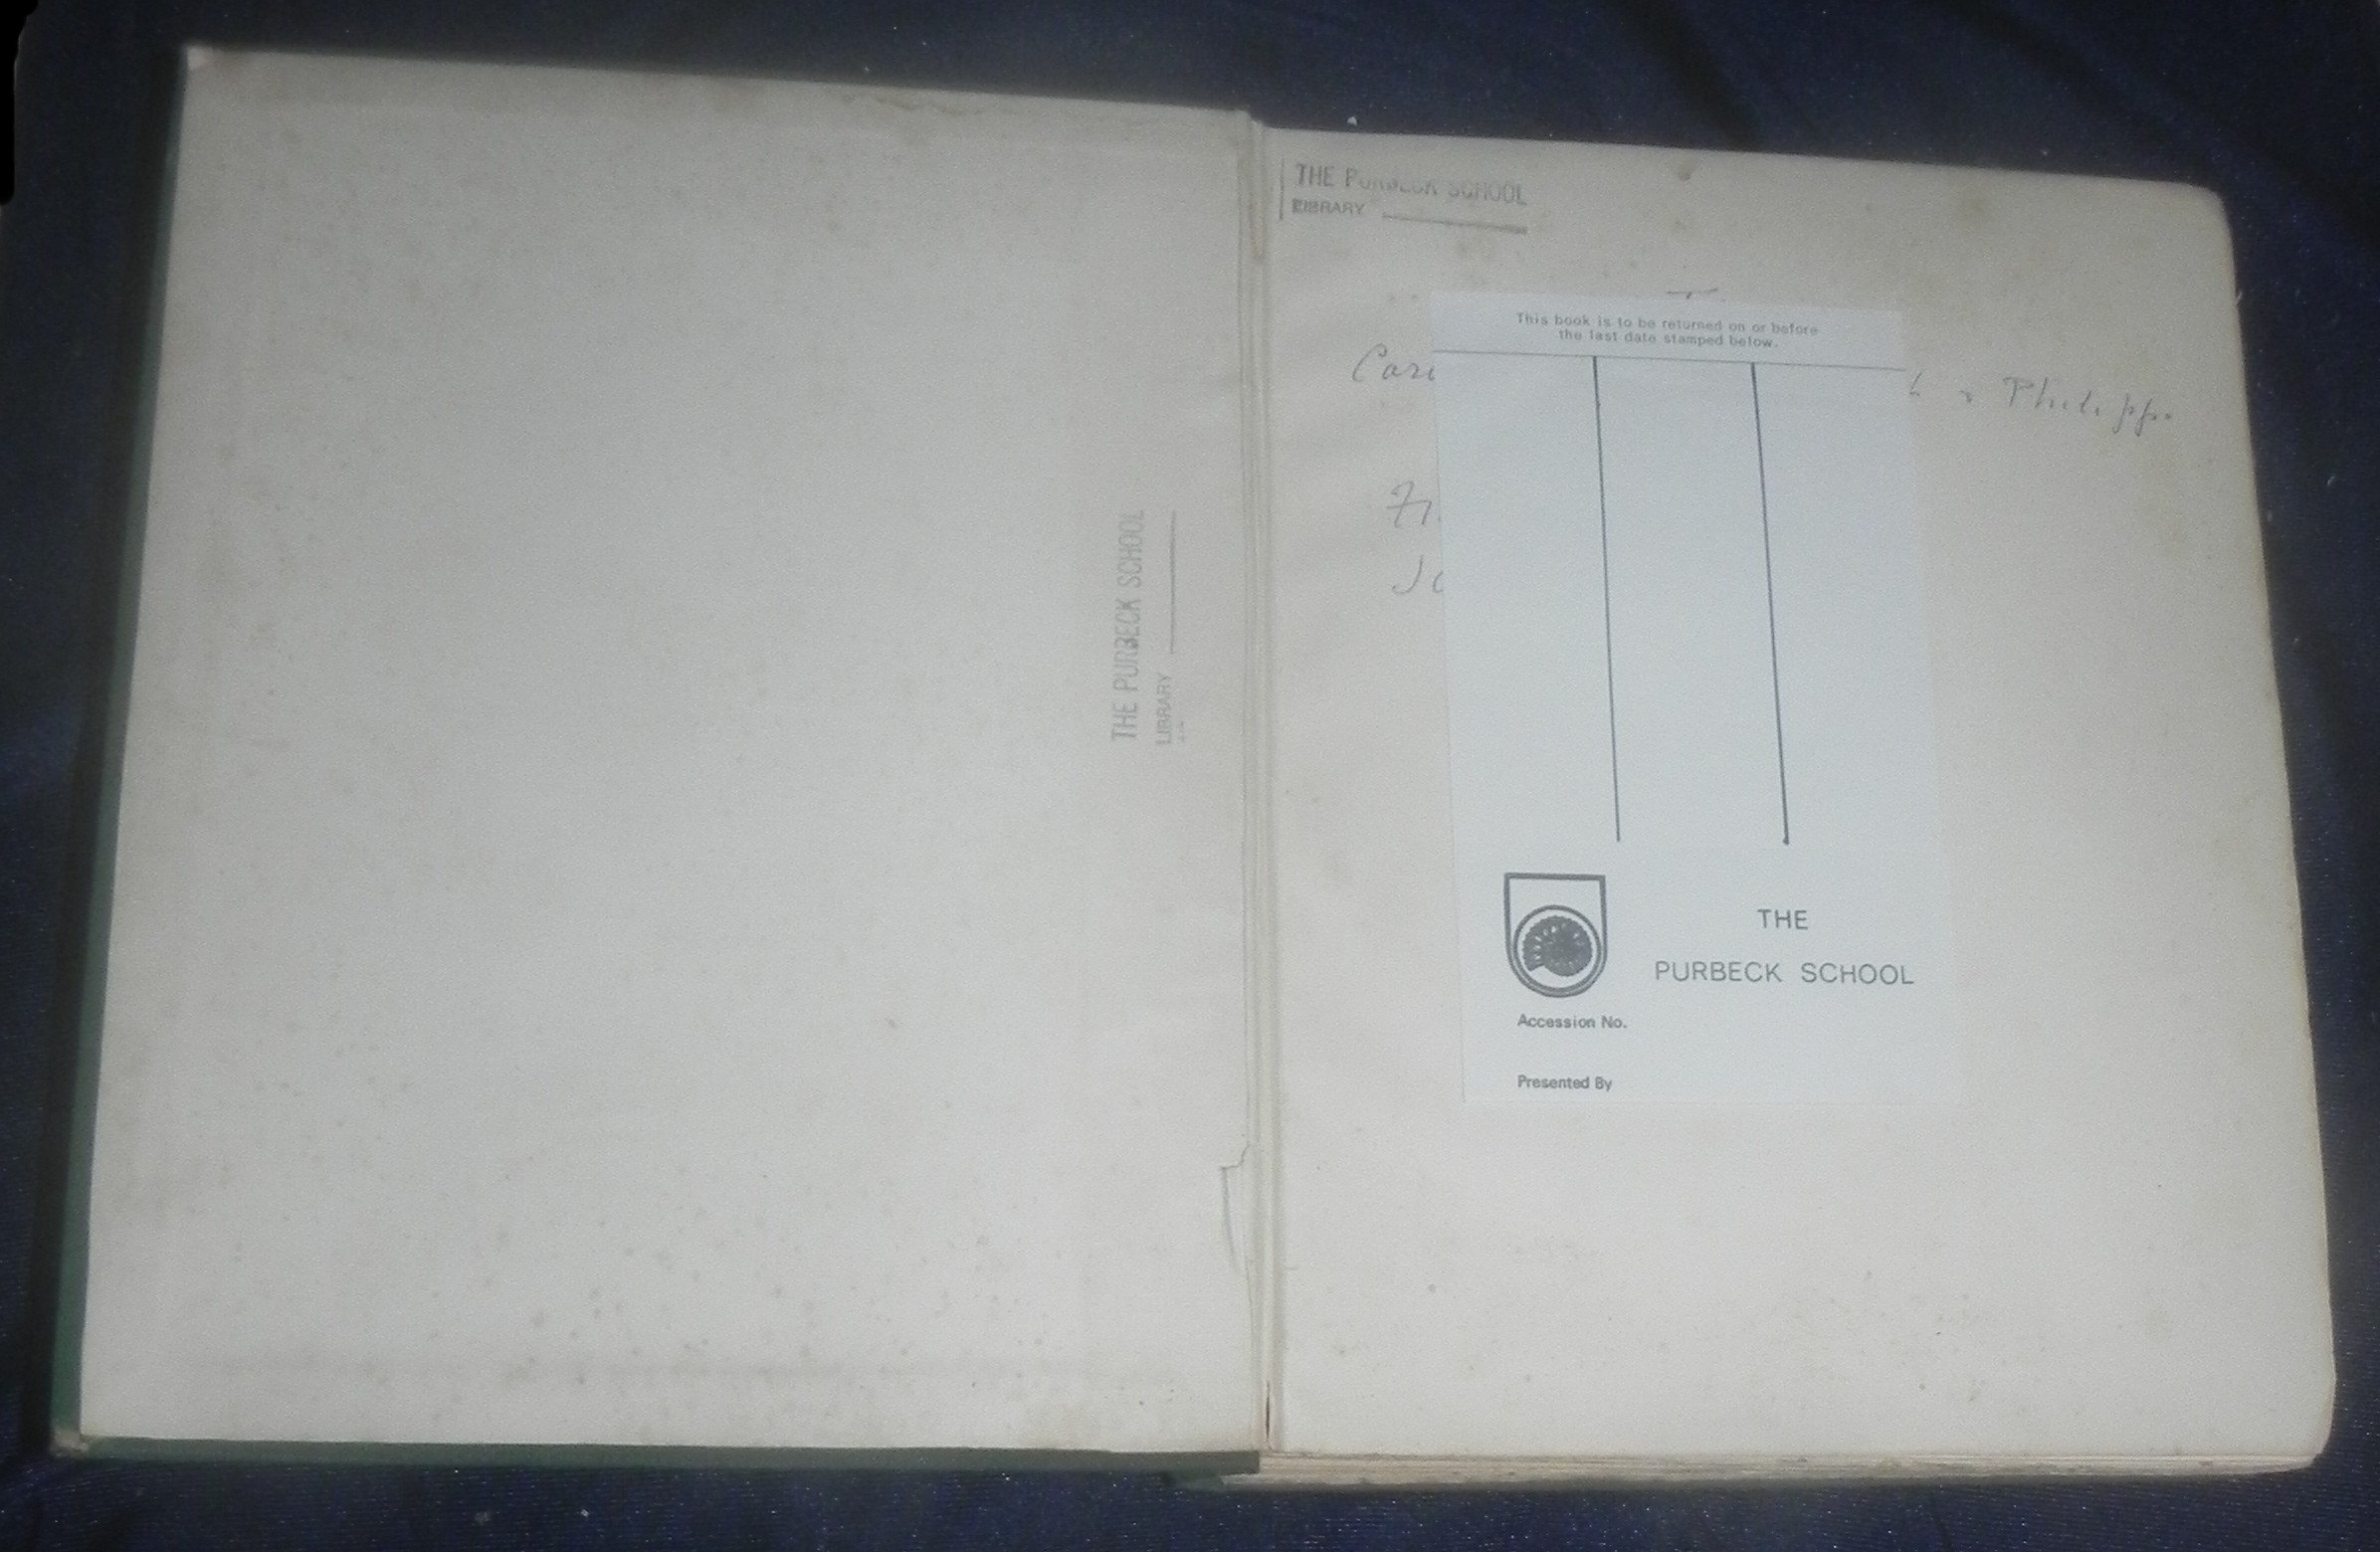 THE PURBECK SCHOOL
LIBRARY
THE PURBECK SCHOOL
LIBRARY
This book is to be returned on or before
the last date stamped below.
Philipp
THE
PURBECK SCHOOL
Accession No.
Presented By